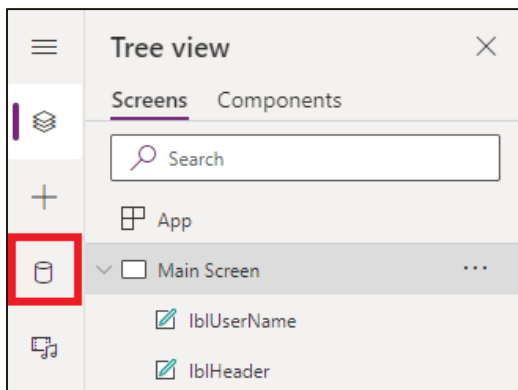 Tree view
Screens Components
Search
App
Main Screen
lblUserName
lblHeader